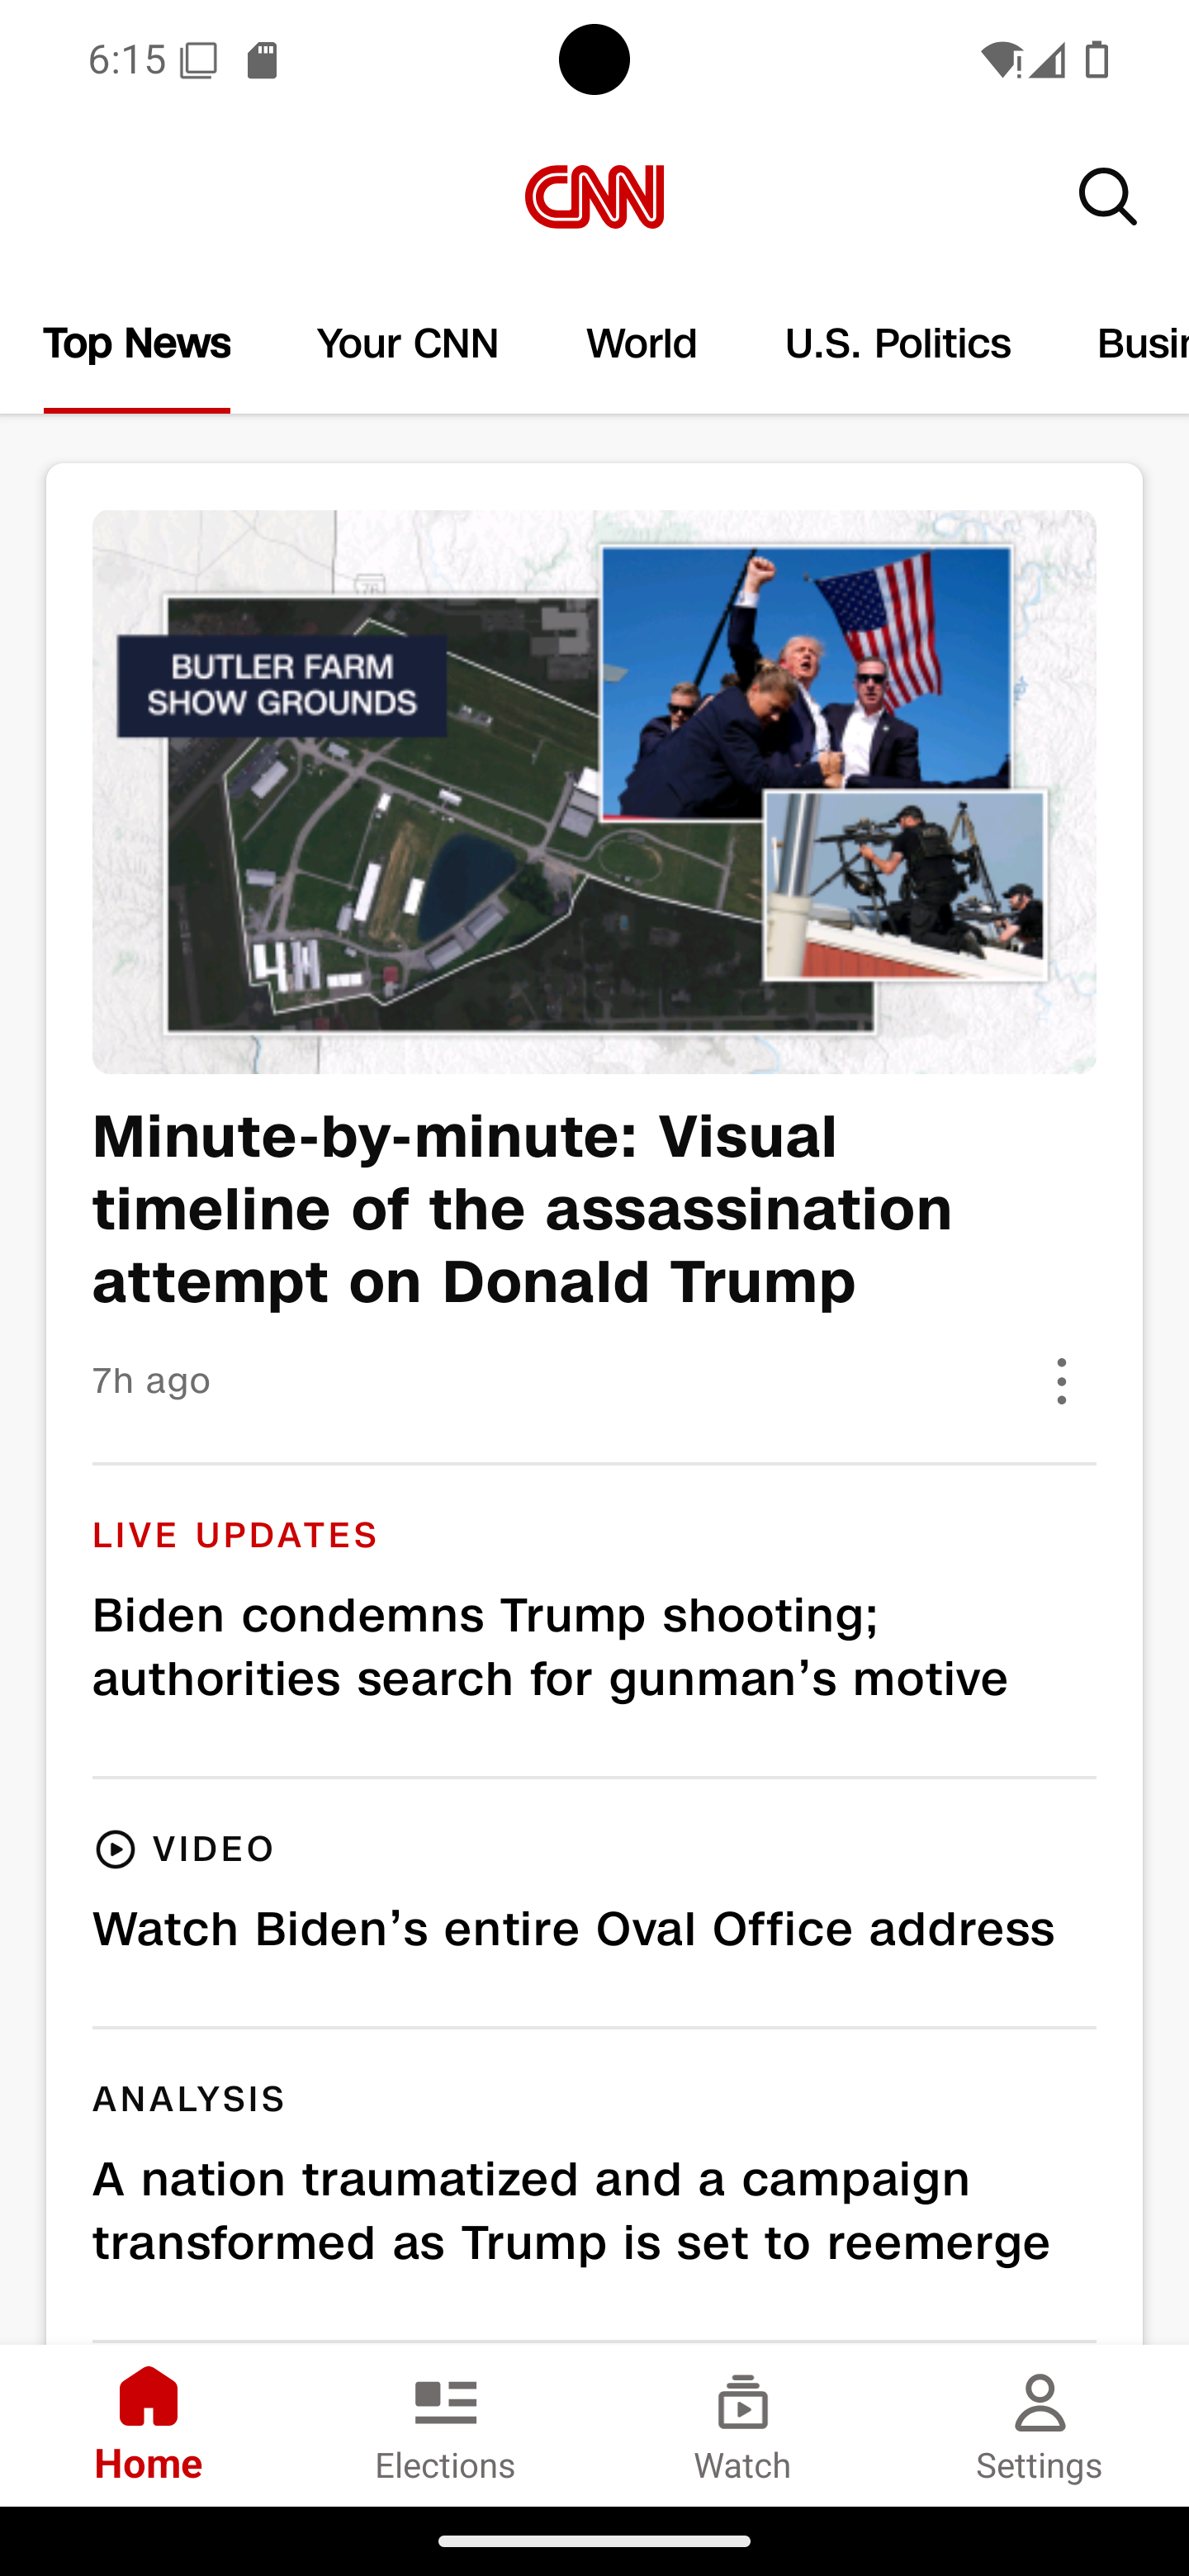 6:15
CNN
Top News
Your CNN
World
U.S. Politics
Busin
76
BUTLER FARM
SHOW GROUNDS
Minute-by-minute: Visual
timeline of the assassination
attempt on Donald Trump
7h ago
LIVE UPDATES
Biden condemns Trump shooting;
authorities search for gunman’s motive
VIDEO
Watch Biden’s entire Oval Office address
ANALYSIS
A nation traumatized and a campaign
transformed as Trump is set to reemerge
Home
Elections
Watch
Settings